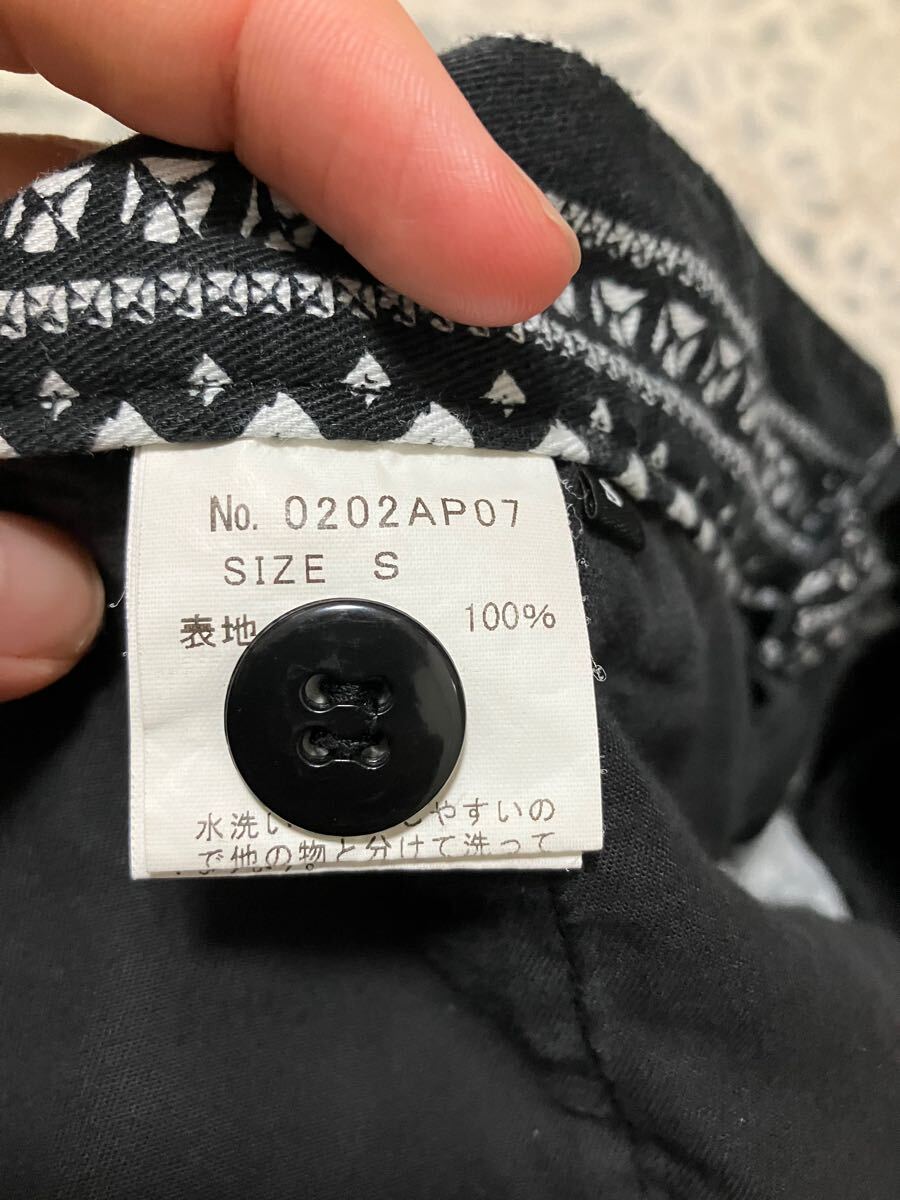 No. 0202AP07
SIZE S
表地 100%
水洗い やすいの
で他の物と分けて洗って